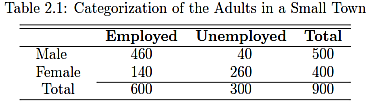 Table 2.1: Categorization of the Adults in a Small Town
Employed Unemployed Total
Male 460 40 500
Female 140 260 400
Total 600 300 900